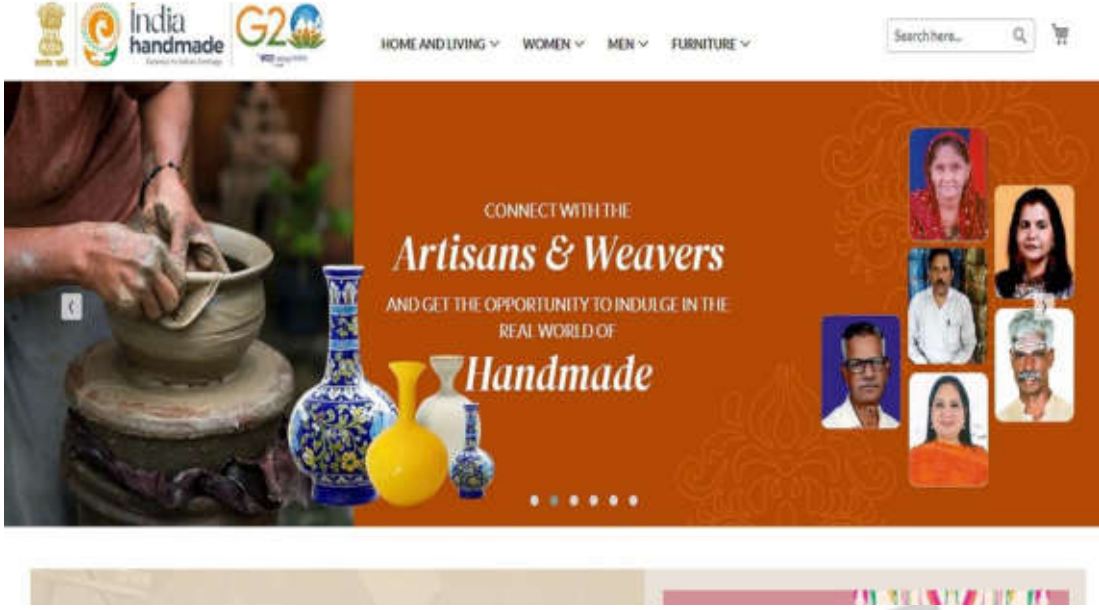 India
handmade
G20
HOME AND LIVING
WOMEN
MEN
FURNITURE
Search here...
CONNECT WITH THE
Artisans & Weavers
AND GET THE OPPORTUNITY TO INDULGE IN THE
REAL WORLD OF
Handmade